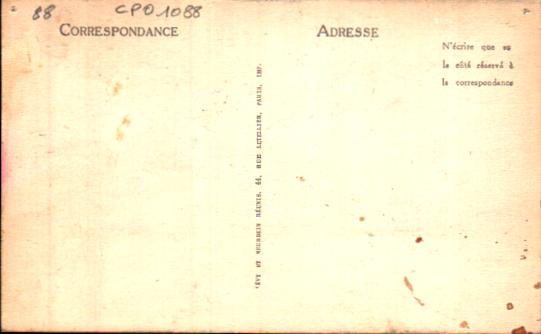 88 CPO1088
CORRESPONDANCE
ADRESSE
N'écrire que
le côté réservé à
la correspondance
LÉVY ET NEURDEIN RÉUNIS, 44, RUE LETELLIER, PARIS, IMP.